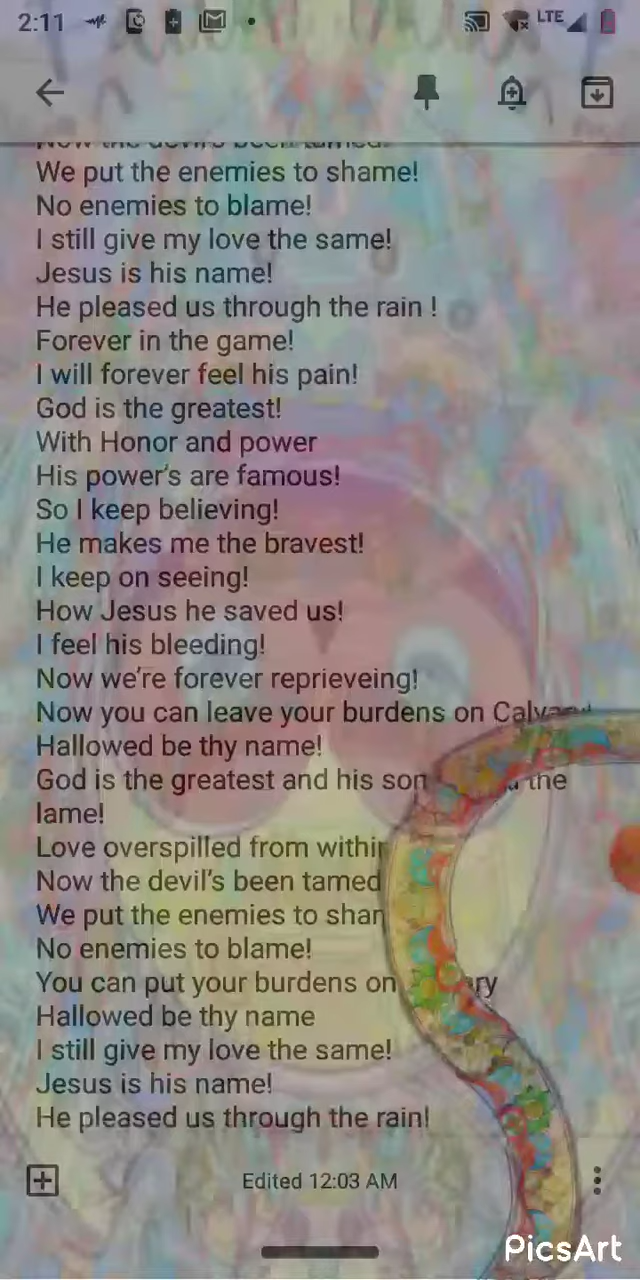 2:11
LTE
We put the enemies to shame!
No enemies to blame!
I still give my love the same!
Jesus is his name!
He pleased us through the rain !
Forever in the game!
I will forever feel his pain!
God is the greatest!
With Honor and power
His power's are famous!
So I keep believing!
He makes me the bravest!
I keep on seeing!
How Jesus he saved us!
I feel his bleeding!
Now we're forever reprieveing!
Now you can leave your burdens on Calvary
Hallowed be thy name!
God is the greatest and his son the
lame!
Love overspilled from within
Now the devil's been tamed
We put the enemies to
No enemies to blame!
You can put your burdens on
Hallowed be thy name
I still give my love the same!
Jesus is his name!
He pleased us through the rain!
Edited 12:03 AM
PicsArt